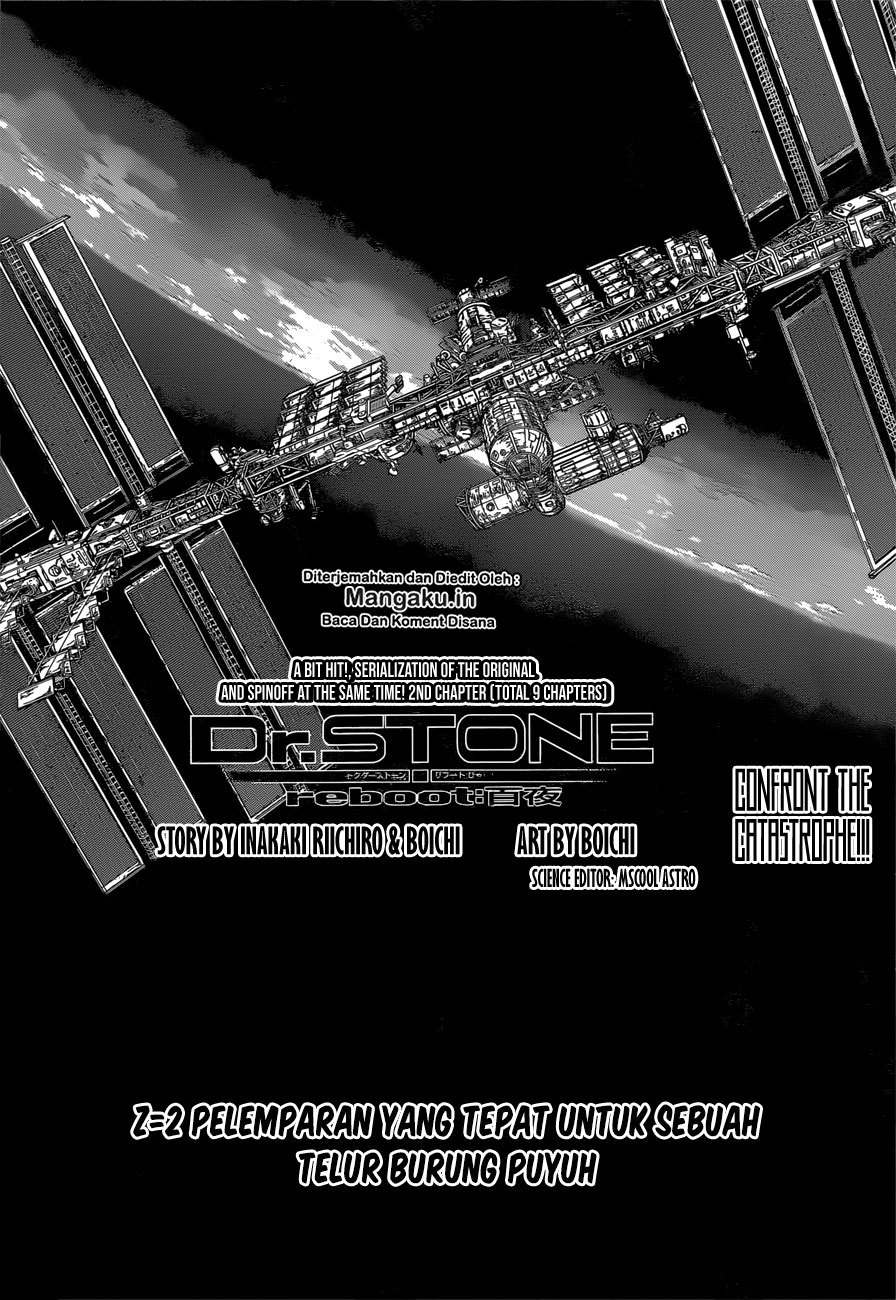 Diterjemahkan dan Diedit Oleh :
Mangaku.in
Baca Dan Koment Disana
A BIT HIT!, SERIALIZATION OF THE ORIGINAL
AND SPINOFF AT THE SAME TIME! 2ND CHAPTER (TOTAL 9 CHAPTERS)
Dr.STONE
reboot:百夜
STORY BY INAKAKI RIICHIRO & BOICHI
ART BY BOICHI
SCIENCE EDITOR: MSCOOL ASTRO
CONFRONT THE
CATASTROPHE!!!
Z=2 PELEMPARAN YANG TEPAT UNTUK SEBUAH
TELUR BURUNG PUYUH